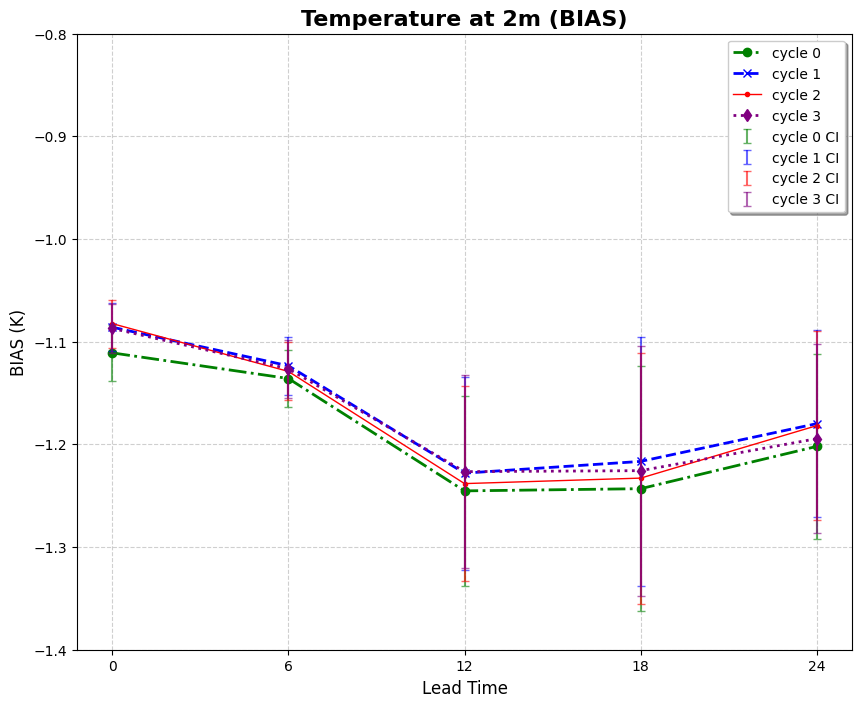 Temperature at 2m (BIAS)
BIAS (K)
−0.8
−0.9
−1.0
−1.1
−1.2
−1.3
−1.4
cycle 0
cycle 1
cycle 2
cycle 3
cycle 0 CI
cycle 1 CI
cycle 2 CI
cycle 3 CI
0
6
12
18
24
Lead Time